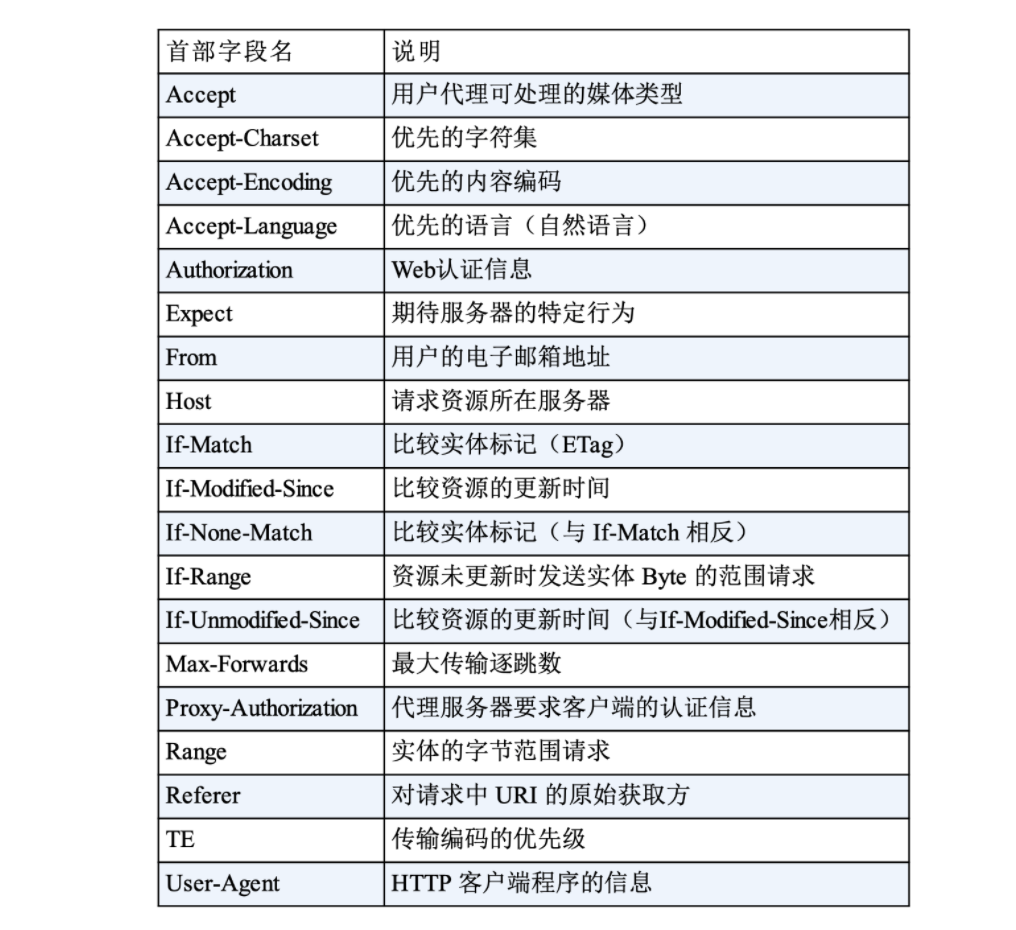 首部字段名 说明
Accept 用户代理可处理的媒体类型
Accept-Charset 优先的字符集
Accept-Encoding 优先的内容编码
Accept-Language 优先的语言（自然语言）
Authorization Web认证信息
Expect 期待服务器的特定行为
From 用户的电子邮箱地址
Host 请求资源所在服务器
If-Match 比较实体标记（ETag）
If-Modified-Since 比较资源的更新时间
If-None-Match 比较实体标记（与 If-Match 相反）
If-Range 资源未更新时发送实体 Byte 的范围请求
If-Unmodified-Since 比较资源的更新时间（与If-Modified-Since相反）
Max-Forwards 最大传输逐跳数
Proxy-Authorization 代理服务器要求客户端的认证信息
Range 实体的字节范围请求
Referer 对请求中 URI 的原始获取方
TE 传输编码的优先级
User-Agent HTTP 客户端程序的信息